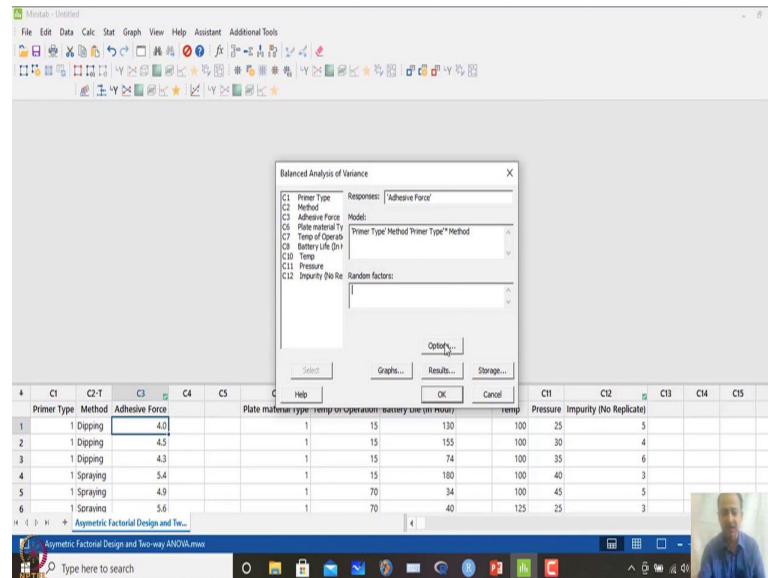 Minitab - Untitled
File Edit Data Calc Stat Graph View Help Assistant Additional Tools
Balanced Analysis of Variance
C1 Primer Type
C2 Method
C3 Adhesive Force
C6 Plate material Ty
C7 Temp of Operati
C8 Battery Life (In H
C10 Temp
C11 Pressure
C12 Impurity (No Re
Responses: 'Adhesive Force'
Model:
'Primer Type' Method 'Primer Type'* Method
Random factors:
Options...
Select Graphs... Results... Storage...
Help OK Cancel
C1 C2-T C3 C4 C5 C11 C12 C13 C14 C15
Primer Type Method Adhesive Force Plate material Type Temp of Operation Battery Life (In Hour) Temp Pressure Impurity (No Replicate)
1 1 Dipping 4.0 1 15 130 100 25 5
2 1 Dipping 4.5 1 15 155 100 30 4
3 1 Dipping 4.3 1 15 74 100 35 6
4 1 Spraying 5.4 1 15 180 100 40 3
5 1 Spraying 4.9 1 70 34 100 45 5
6 1 Spraying 5.6 1 70 40 125 25 3
Asymetric Factorial Design and Tw...
Asymetric Factorial Design and Two-way ANOVA.mwx
Type here to search
NPTEL